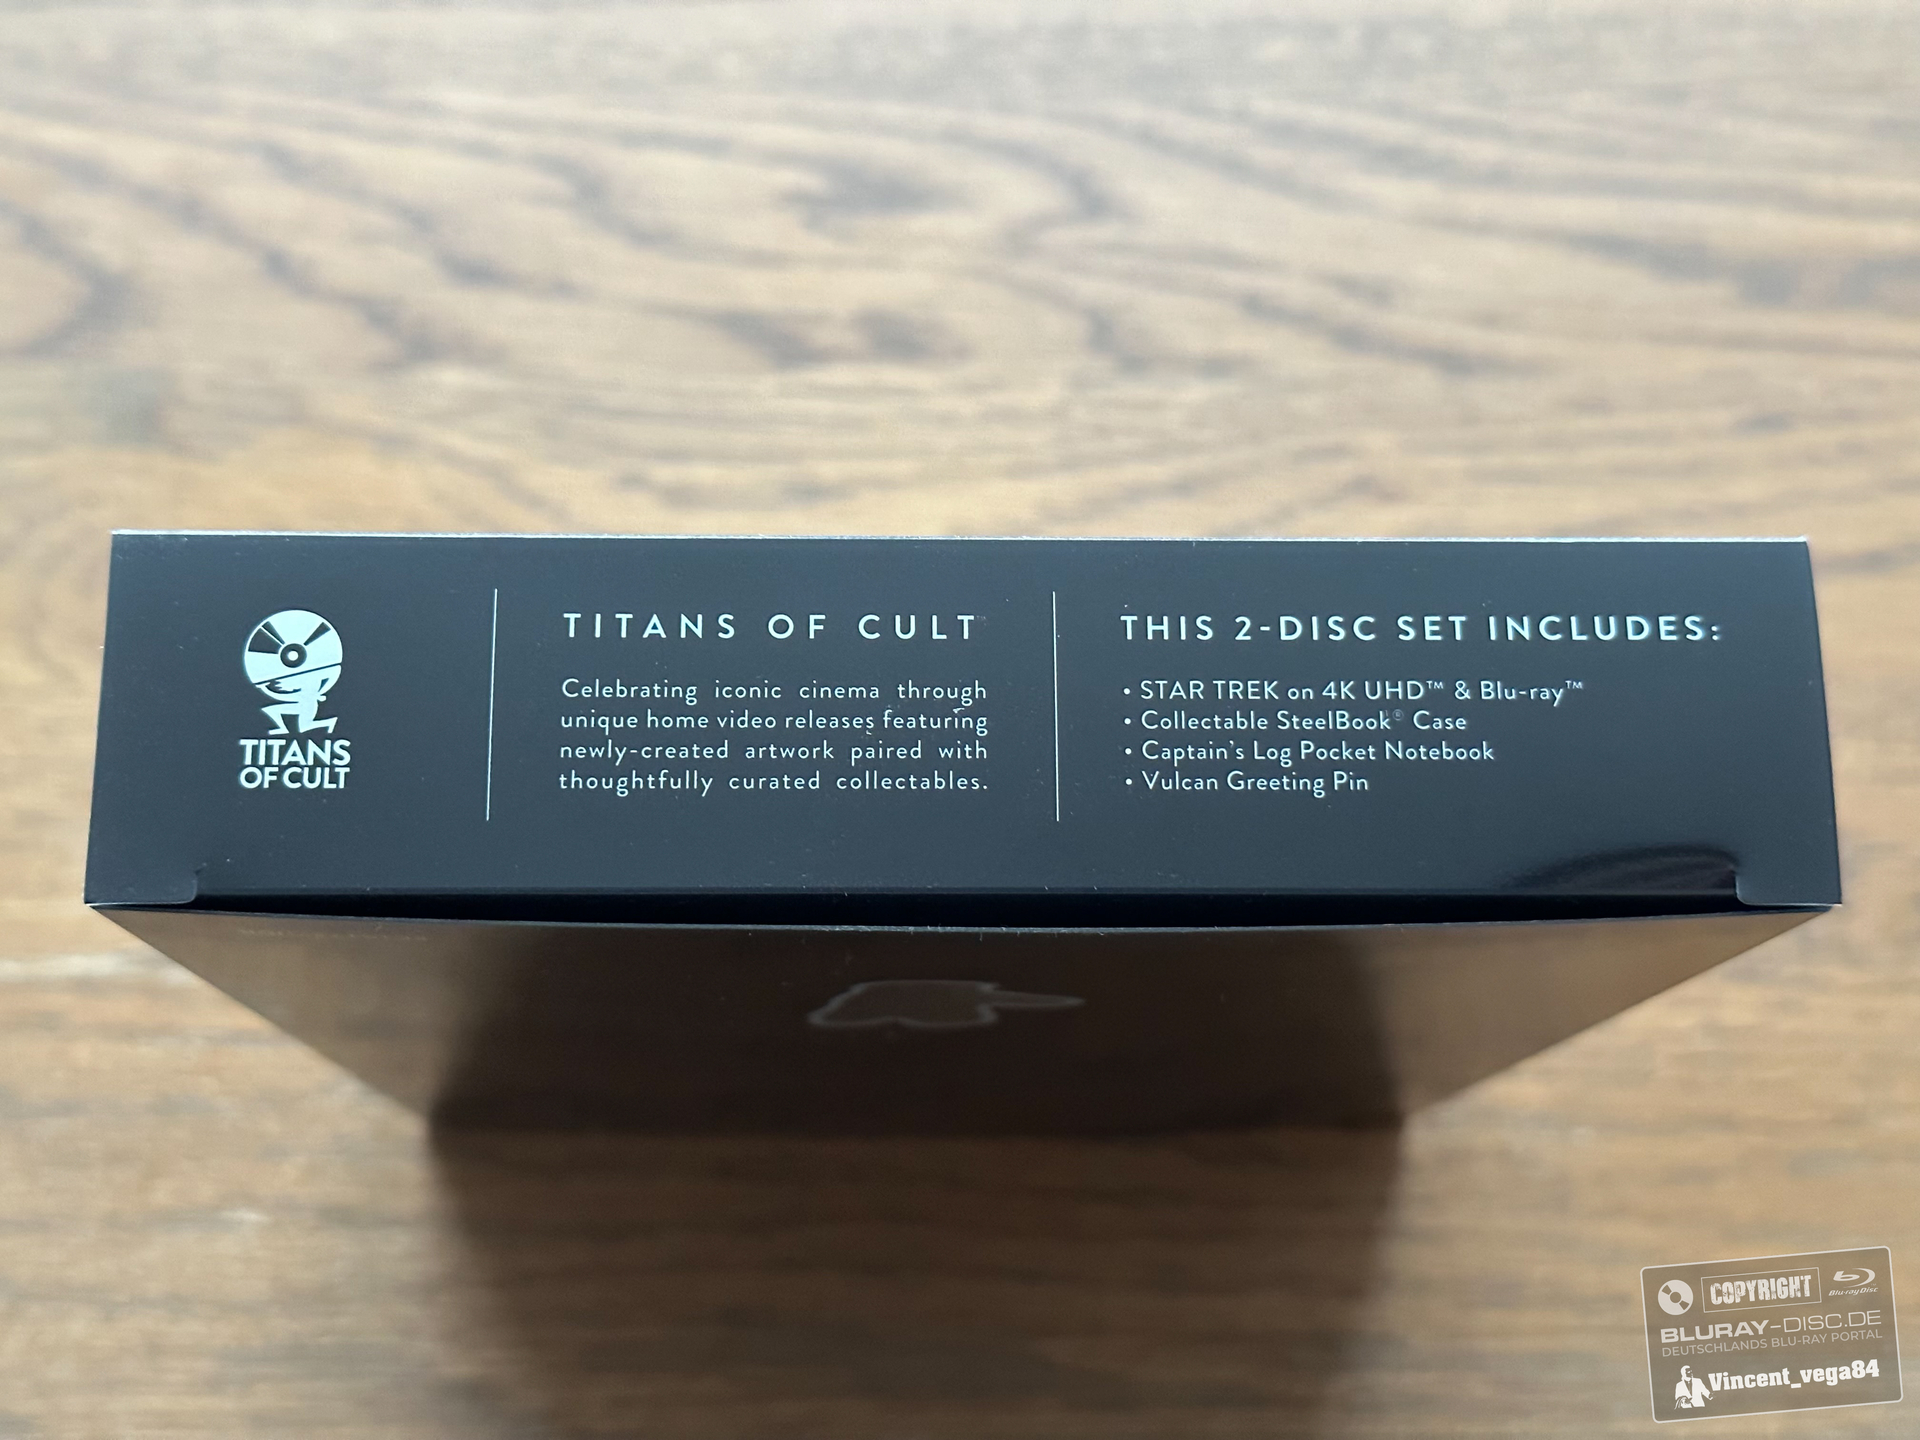 TITANS
OF CULT
TITANS OF CULT
Celebrating iconic cinema through
unique home video releases featuring
newly-created artwork paired with
thoughtfully curated collectables.
THIS 2-DISC SET INCLUDES:
• STAR TREK on 4K UHD™ & Blu-ray™
• Collectable SteelBook® Case
• Captain's Log Pocket Notebook
• Vulcan Greeting Pin
COPYRIGHT
Blu-ray Disc
BLURAY-DISC.DE
DEUTSCHLANDS BLU-RAY PORTAL
Vincent_vega84